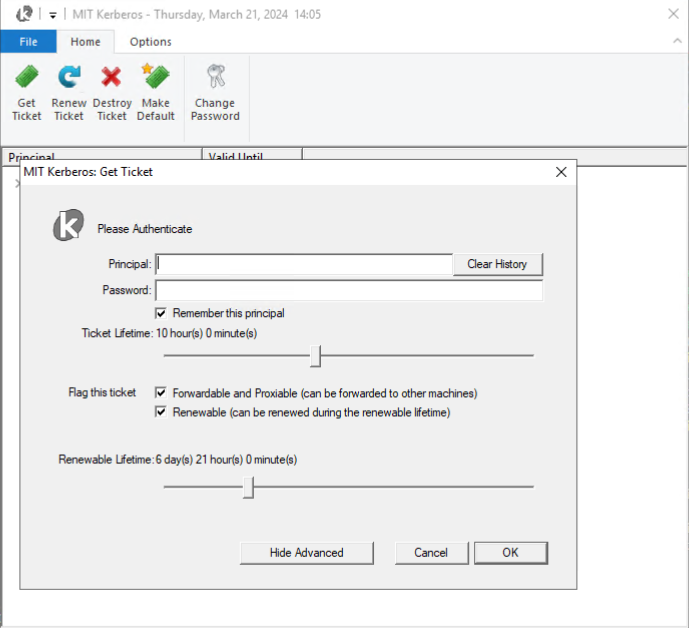 MIT Kerberos - Thursday, March 21, 2024 14:05
File Home Options
Get Ticket
Renew Ticket
Destroy Ticket
Make Default
Change Password
Principal Valid Until
MIT Kerberos: Get Ticket
Please Authenticate
Principal: Clear History
Password:
Remember this principal
Ticket Lifetime: 10 hour(s) 0 minute(s)
Flag this ticket Forwardable and Proxiable (can be forwarded to other machines)
Renewable (can be renewed during the renewable lifetime)
Renewable Lifetime: 6 day(s) 21 hour(s) 0 minute(s)
Hide Advanced Cancel OK